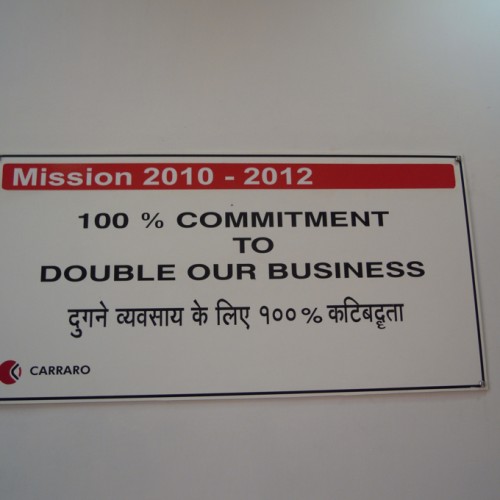 Mission 2010 - 2012
100 % COMMITMENT
TO
DOUBLE OUR BUSINESS
दुगने व्यवसाय के लिए १००% कटिबद्धता
CARRARO